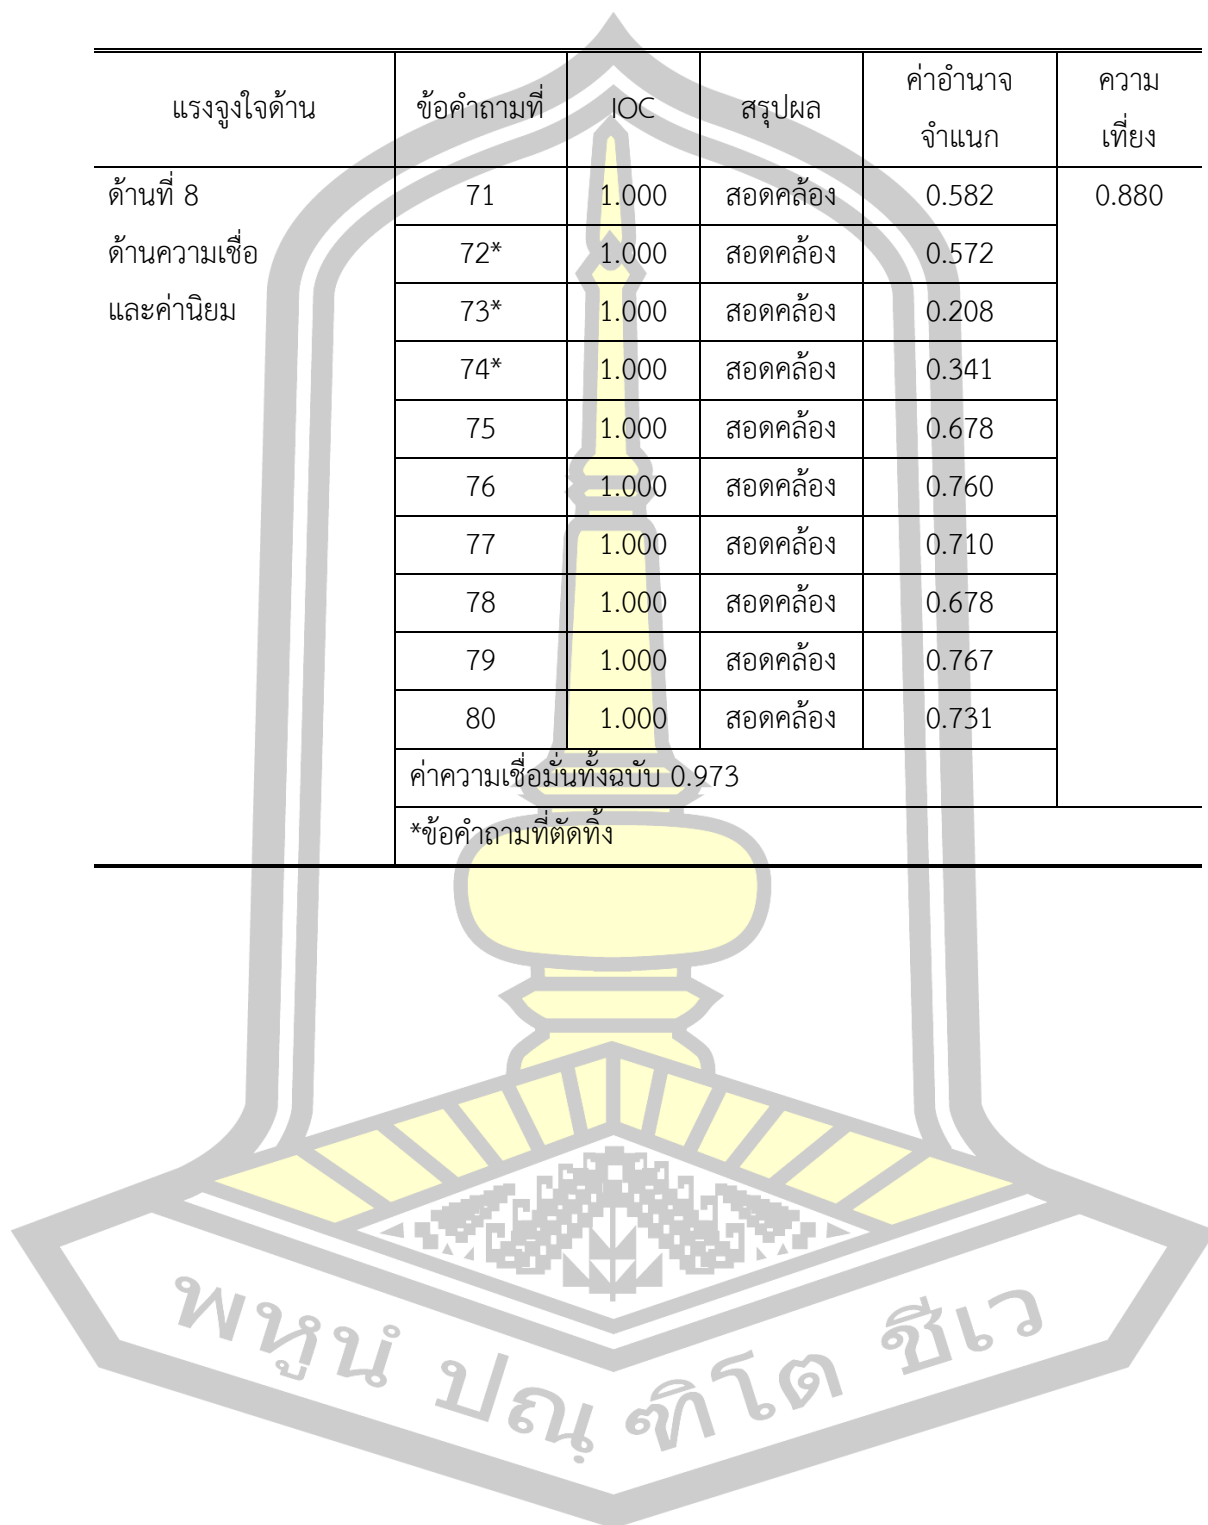 แรงจูงใจด้าน ข้อคำถามที่ IOC สรุปผล ค่าอำนาจจำแนก ความเที่ยง
ด้านที่ 8 71 1.000 สอดคล้อง 0.582 0.880
ด้านความเชื่อ 72* 1.000 สอดคล้อง 0.572
และค่านิยม 73* 1.000 สอดคล้อง 0.208
74* 1.000 สอดคล้อง 0.341
75 1.000 สอดคล้อง 0.678
76 1.000 สอดคล้อง 0.760
77 1.000 สอดคล้อง 0.710
78 1.000 สอดคล้อง 0.678
79 1.000 สอดคล้อง 0.767
80 1.000 สอดคล้อง 0.731
ค่าความเชื่อมั่นทั้งฉบับ 0.973
*ข้อคำถามที่ตัดทิ้ง
พหูนํ ปณฺฑิโต ชีเว